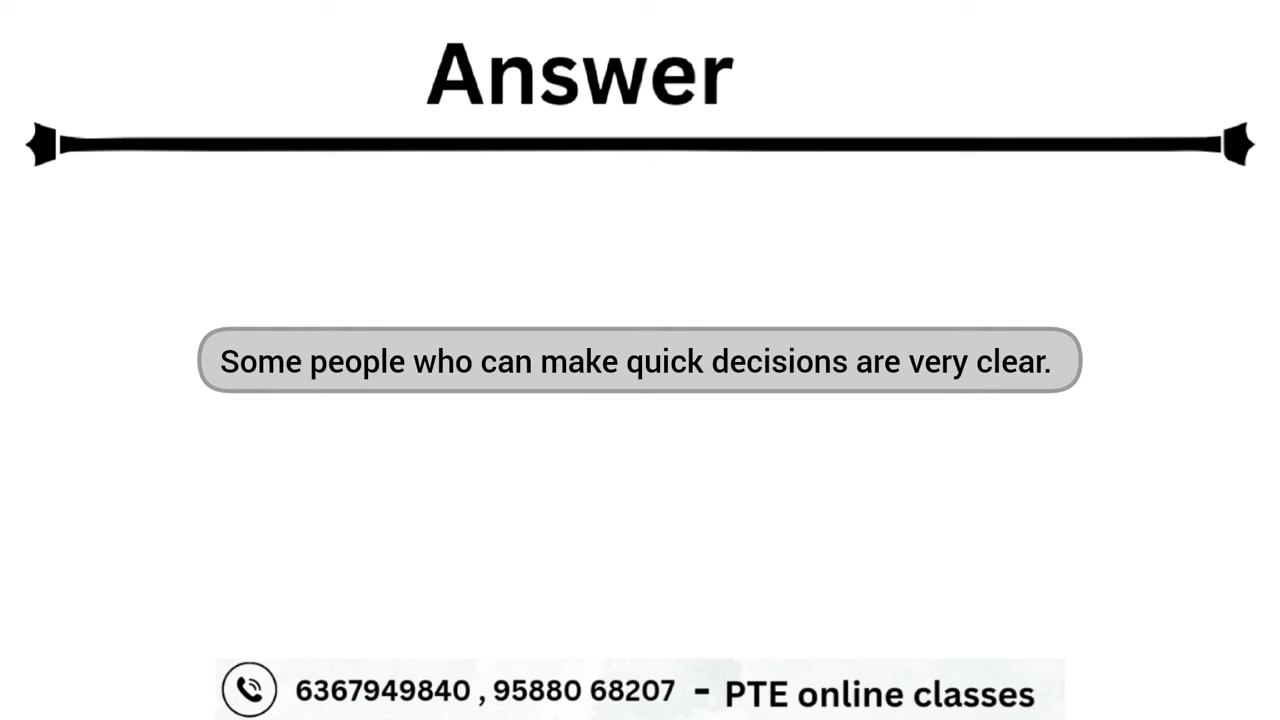 Answer
Some people who can make quick decisions are very clear.
6367949840 , 95880 68207 - PTE online classes